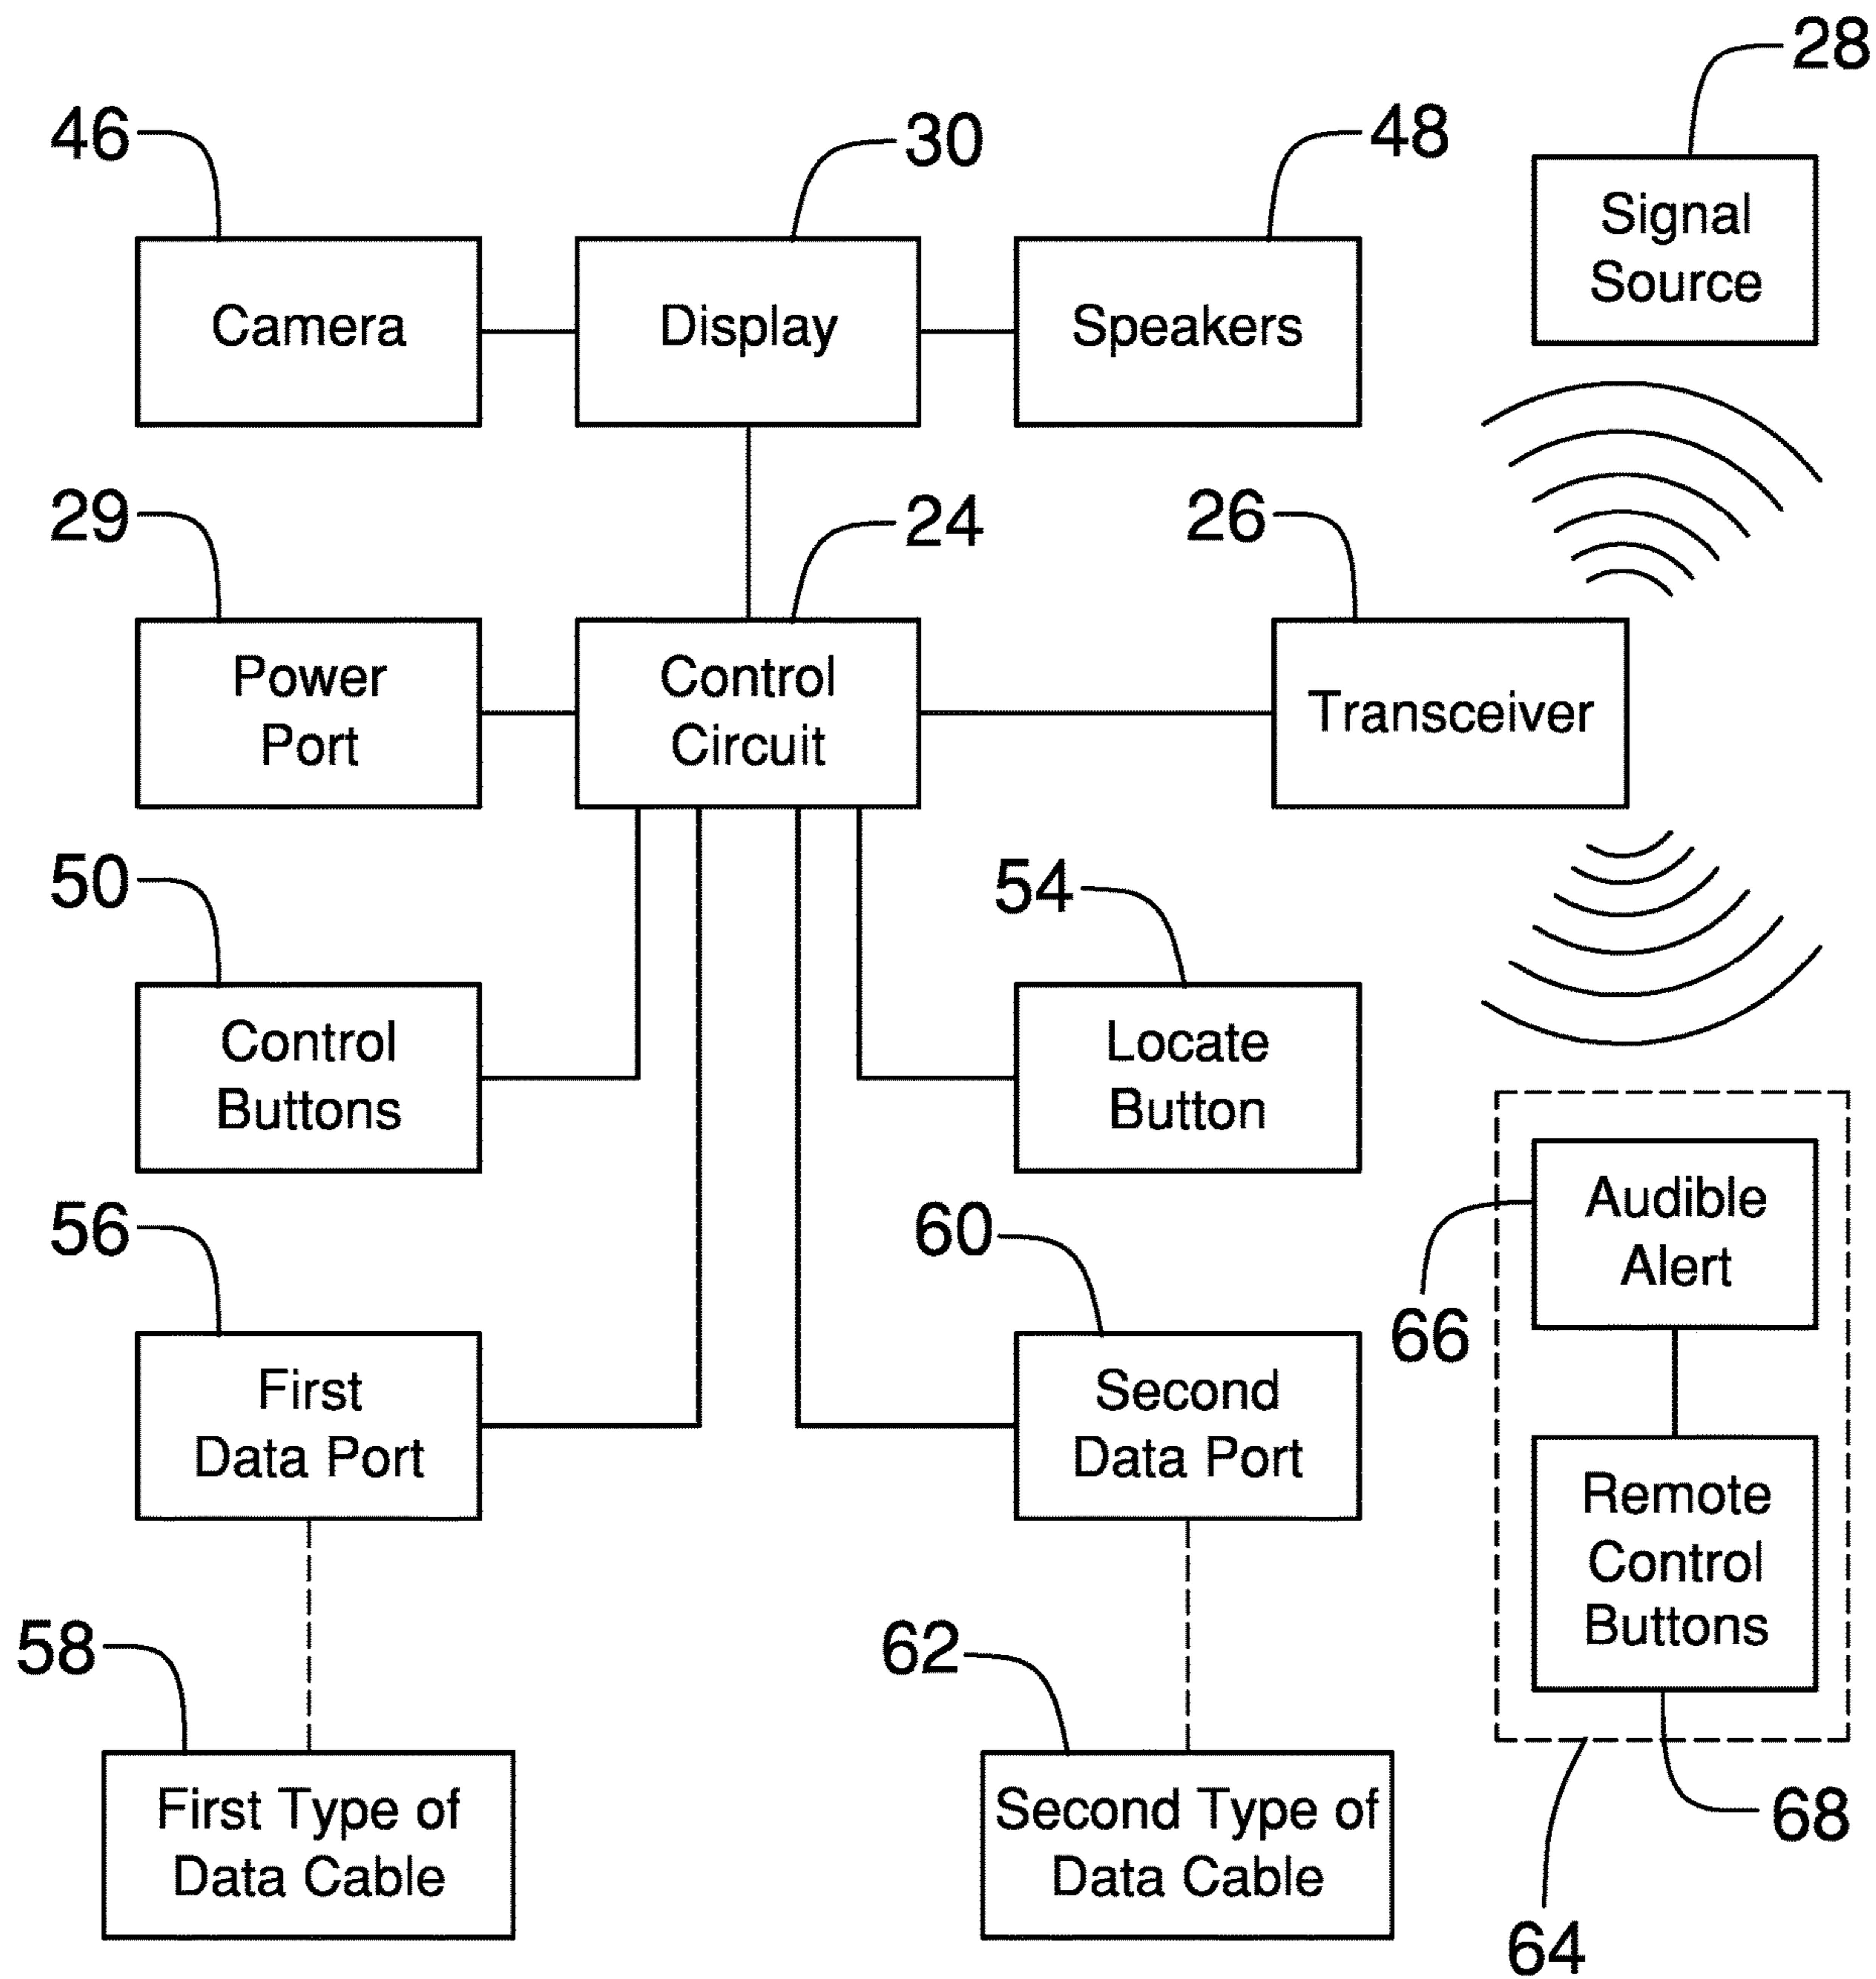 28
46
30
48
Signal
Source
Camera
Display
Speakers
29
24
26
Power
Port
Control
Circuit
Transceiver
50
54
Control
Buttons
Locate
Button
56
60
66
Audible
Alert
First
Data Port
Second
Data Port
Remote
Control
Buttons
58
62
68
First Type of
Data Cable
Second Type of
Data Cable
64